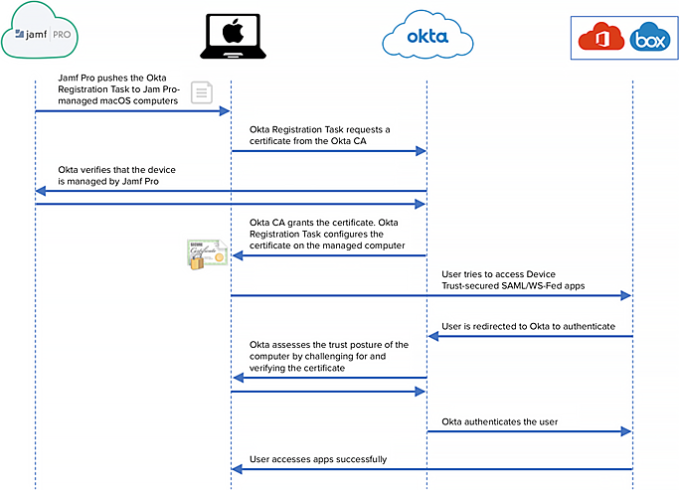 jamf PRO
okta
box
Jamf Pro pushes the Okta
Registration Task to Jam Pro-
managed macOS computers
Okta Registration Task requests a
certificate from the Okta CA
Okta verifies that the device
is managed by Jamf Pro
Okta CA grants the certificate. Okta
Registration Task configures the
certificate on the managed computer
Certificate
User tries to access Device
Trust-secured SAML/WS-Fed apps
User is redirected to Okta to authenticate
Okta assesses the trust posture of the
computer by challenging for and
verifying the certificate
Okta authenticates the user
User accesses apps successfully